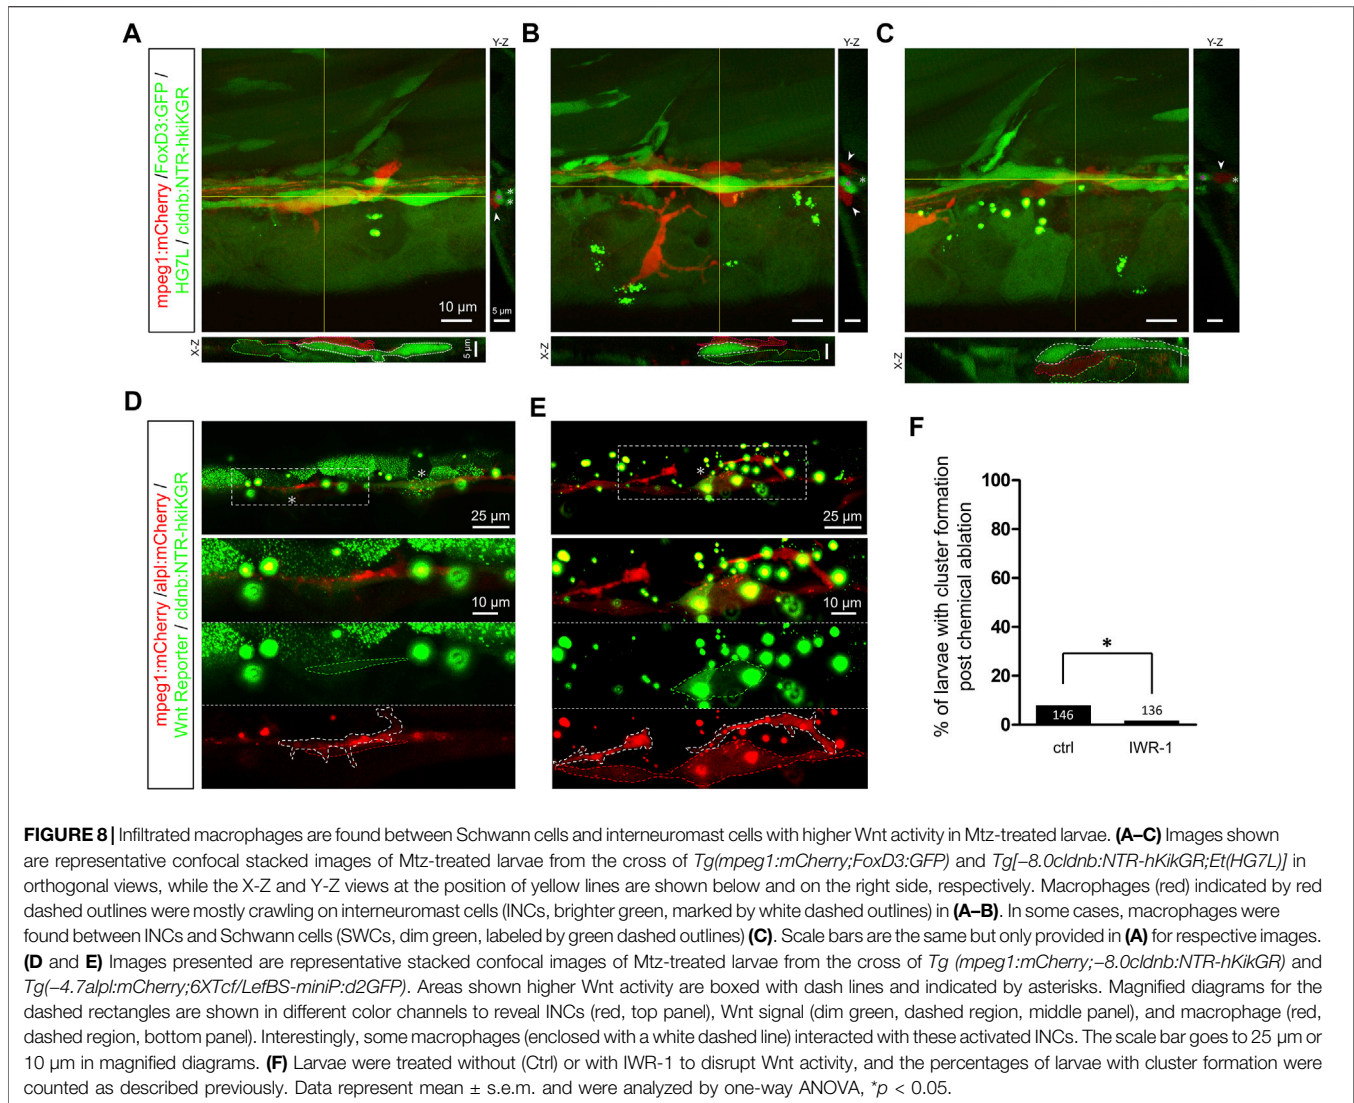 A
B
C
Y-Z
Y-Z
Y-Z
mpeg1:mCherry /FoxD3:GFP /
HG7L / cldnb:NTR-hkiKGR
*
*
*
*
10 µm
5 µm
X-Z
5 µm
X-Z
X-Z
D
E
F
mpeg1:mCherry /alpl:mCherry/
Wnt Reporter / cldnb:NTR-hkiKGR
*
*
25 µm
10 µm
*
25 µm
10 µm
% of larvae with cluster formation
post chemical ablation
100
80
60
40
20
0
*
146
136
ctrl
IWR-1
FIGURE 8 | Infiltrated macrophages are found between Schwann cells and interneuromast cells with higher Wnt activity in Mtz-treated larvae. (A–C) Images shown
are representative confocal stacked images of Mtz-treated larvae from the cross of Tg(mpeg1:mCherry;FoxD3:GFP) and Tg[−8.0cldnb:NTR-hKikGR;Et(HG7L)] in
orthogonal views, while the X-Z and Y-Z views at the position of yellow lines are shown below and on the right side, respectively. Macrophages (red) indicated by red
dashed outlines were mostly crawling on interneuromast cells (INCs, brighter green, marked by white dashed outlines) in (A–B). In some cases, macrophages were
found between INCs and Schwann cells (SWCs, dim green, labeled by green dashed outlines) (C). Scale bars are the same but only provided in (A) for respective images.
(D and E) Images presented are representative stacked confocal images of Mtz-treated larvae from the cross of Tg (mpeg1:mCherry;−8.0cldnb:NTR-hKikGR) and
Tg(−4.7alpl:mCherry;6XTcf/LefBS-miniP:d2GFP). Areas shown higher Wnt activity are boxed with dash lines and indicated by asterisks. Magnified diagrams for the
dashed rectangles are shown in different color channels to reveal INCs (red, top panel), Wnt signal (dim green, dashed region, middle panel), and macrophage (red,
dashed region, bottom panel). Interestingly, some macrophages (enclosed with a white dashed line) interacted with these activated INCs. The scale bar goes to 25 µm or
10 µm in magnified diagrams. (F) Larvae were treated without (Ctrl) or with IWR-1 to disrupt Wnt activity, and the percentages of larvae with cluster formation were
counted as described previously. Data represent mean ± s.e.m. and were analyzed by one-way ANOVA, *p < 0.05.